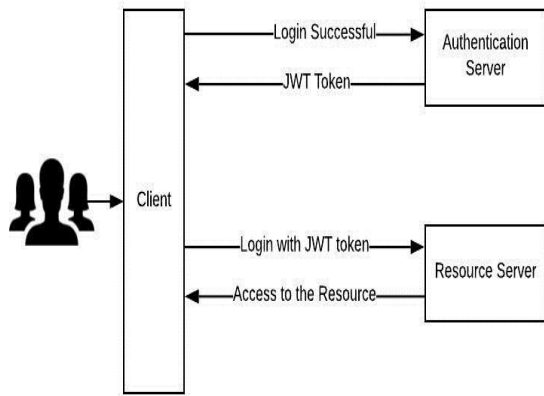 Login Successful
Authentication
Server
JWT Token
Client
Login with JWT token
Resource Server
Access to the Resource